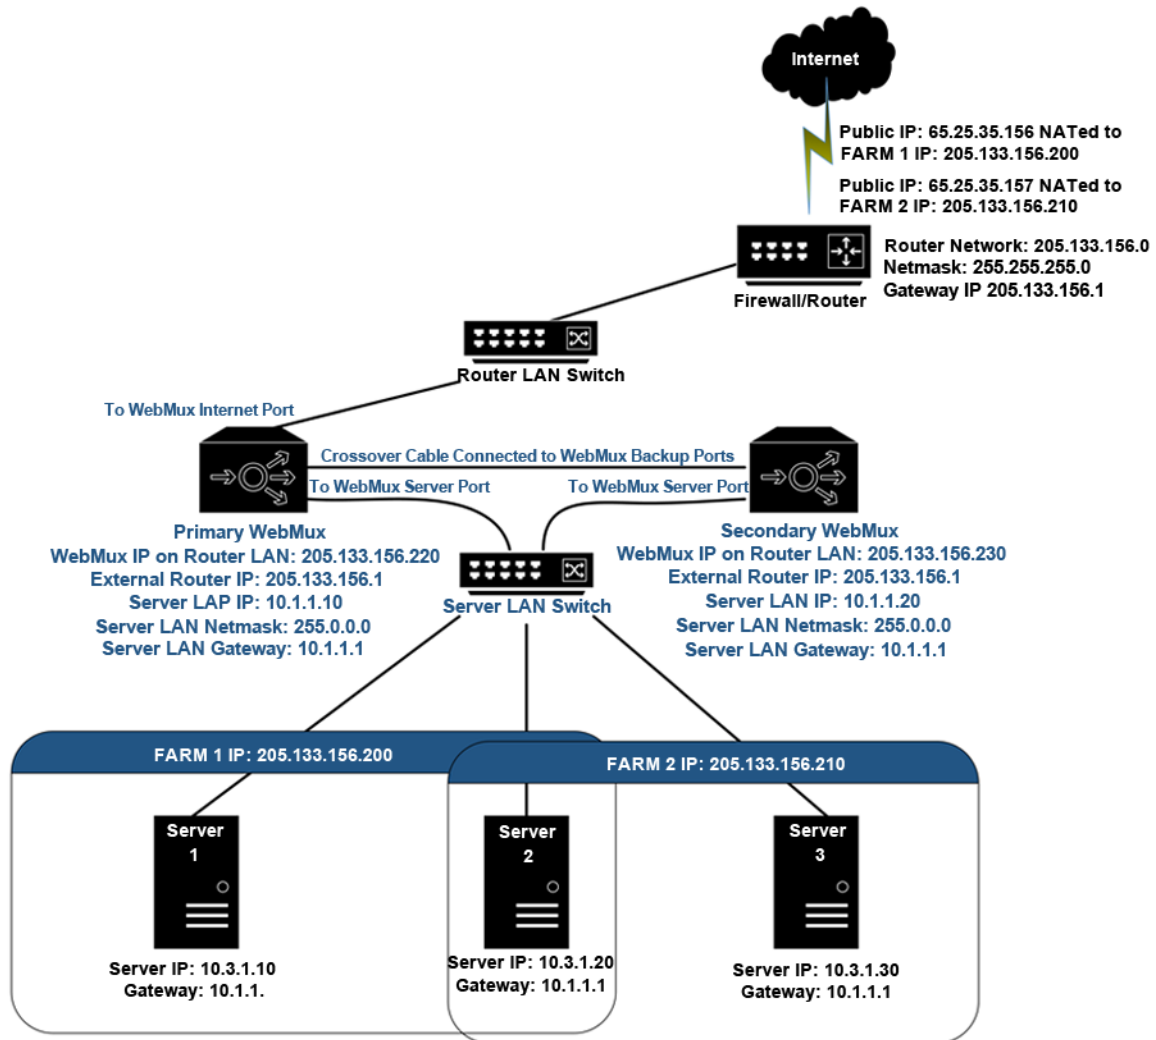 Internet
Public IP: 65.25.35.156 NATed to
FARM 1 IP: 205.133.156.200
Public IP: 65.25.35.157 NATed to
FARM 2 IP: 205.133.156.210
Router Network: 205.133.156.0
Netmask: 255.255.255.0
Gateway IP 205.133.156.1
Firewall/Router
Router LAN Switch
To WebMux Internet Port
Crossover Cable Connected to WebMux Backup Ports
To WebMux Server Port
To WebMux Server Port
Primary WebMux
WebMux IP on Router LAN: 205.133.156.220
External Router IP: 205.133.156.1
Server LAP IP: 10.1.1.10
Server LAN Netmask: 255.0.0.0
Server LAN Gateway: 10.1.1.1
Secondary WebMux
WebMux IP on Router LAN: 205.133.156.230
External Router IP: 205.133.156.1
Server LAN IP: 10.1.1.20
Server LAN Netmask: 255.0.0.0
Server LAN Gateway: 10.1.1.1
Server LAN Switch
FARM 1 IP: 205.133.156.200
FARM 2 IP: 205.133.156.210
Server
1
Server
2
Server
3
Server IP: 10.3.1.10
Gateway: 10.1.1.
Server IP: 10.3.1.20
Gateway: 10.1.1.1
Server IP: 10.3.1.30
Gateway: 10.1.1.1